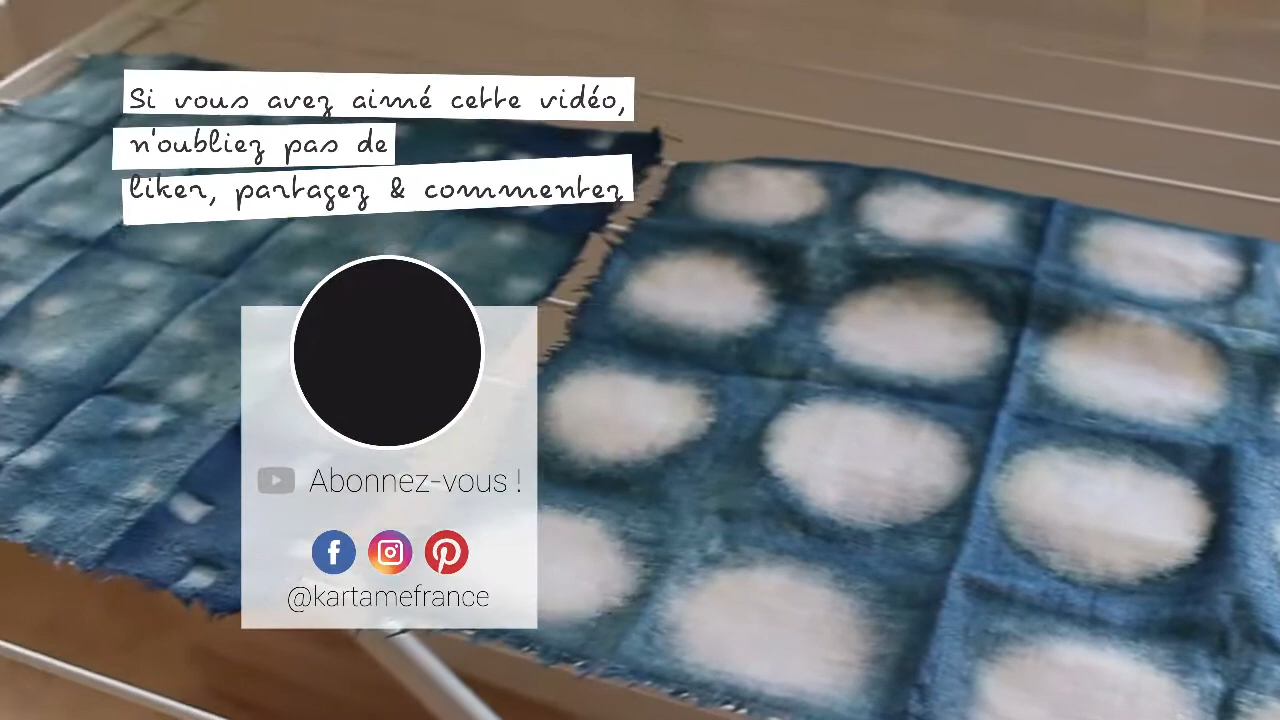 Si vous avez aimé cette vidéo,
n'oubliez pas de
liker, partagez & commentez
Abonnez-vous !
@kartamefrance